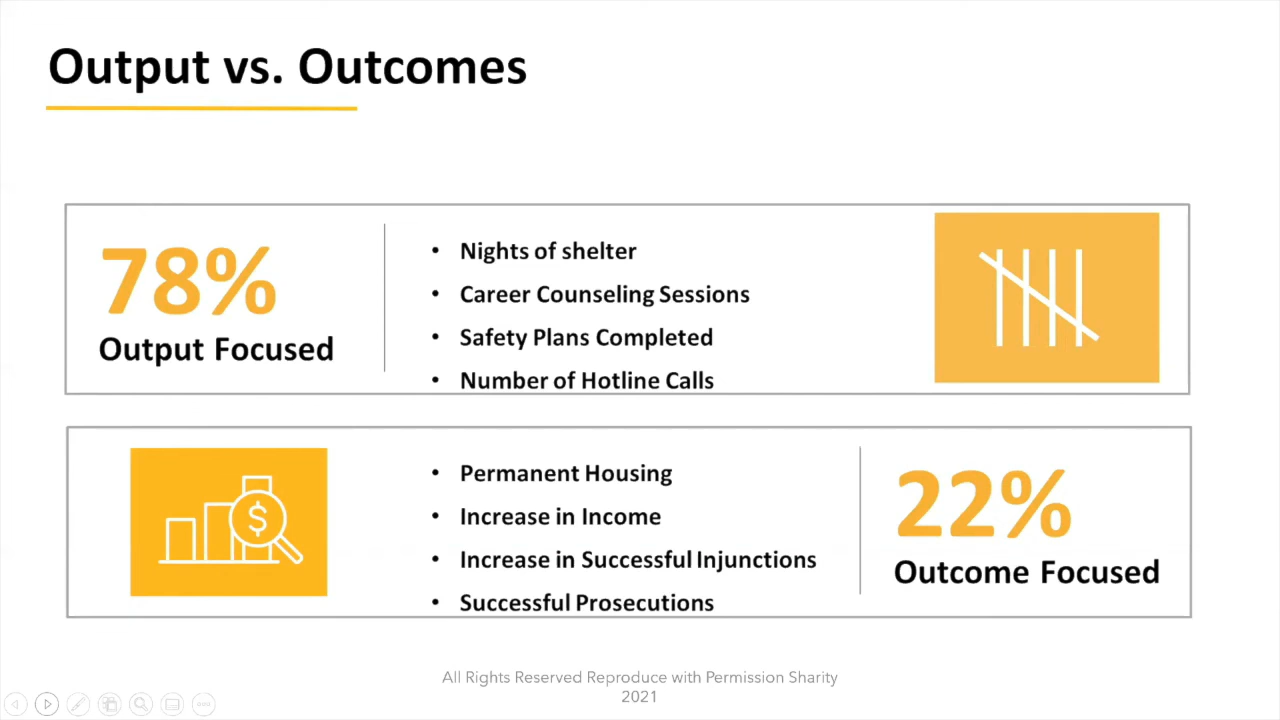 Output vs. Outcomes
78%
Output Focused
• Nights of shelter
• Career Counseling Sessions
• Safety Plans Completed
• Number of Hotline Calls
$
• Permanent Housing
• Increase in Income
• Increase in Successful Injunctions
• Successful Prosecutions
22%
Outcome Focused
All Rights Reserved Reproduce with Permission Sharity
2021